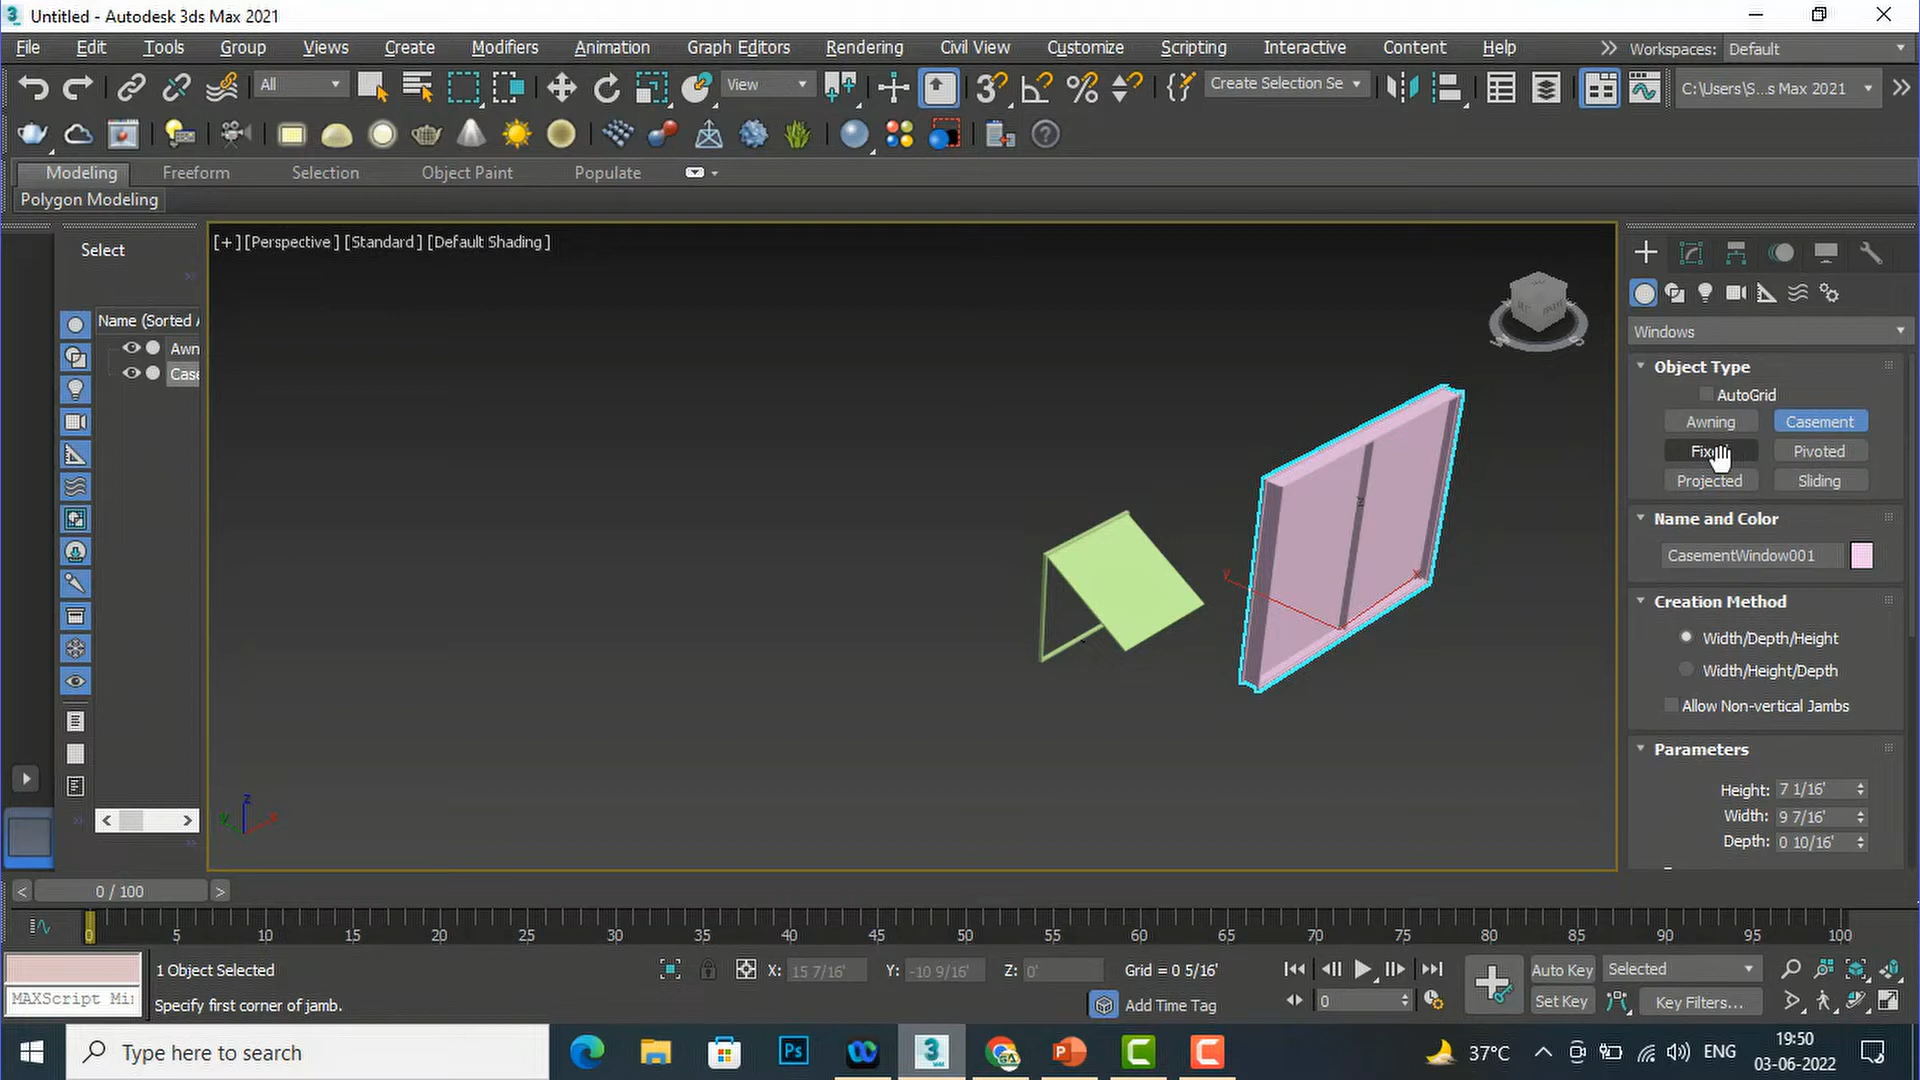 Untitled - Autodesk 3ds Max 2021
File Edit Tools Group Views Create Modifiers Animation Graph Editors Rendering Civil View Customize Scripting Interactive Content Help Workspaces: Default
All View Create Selection Se C:\Users\S...s Max 2021
Modeling Freeform Selection Object Paint Populate
Polygon Modeling
Select
[+] [Perspective] [Standard] [Default Shading]
Name (Sorted A
Awn
Case
Windows
Object Type
AutoGrid
Awning Casement
Pivoted
Projected Sliding
Name and Color
CasementWindow001
Creation Method
Width/Depth/Height
Width/Height/Depth
Allow Non-vertical Jambs
Parameters
Height: 7 1/16'
Width: 9 7/16'
Depth: 0 10/16'
0 / 100
0 5 10 15 20 25 30 35 40 45 50 55 60 65 70 75 80 85 90 95 100
1 Object Selected X: 15 7/16' Y: -10 9/16' Z: 0' Grid = 0 5/16' Auto Key Selected
MAXScript Mi Specify first corner of jamb. Add Time Tag 0 Set Key Key Filters...
Type here to search 37°C ENG 19:50
03-06-2022